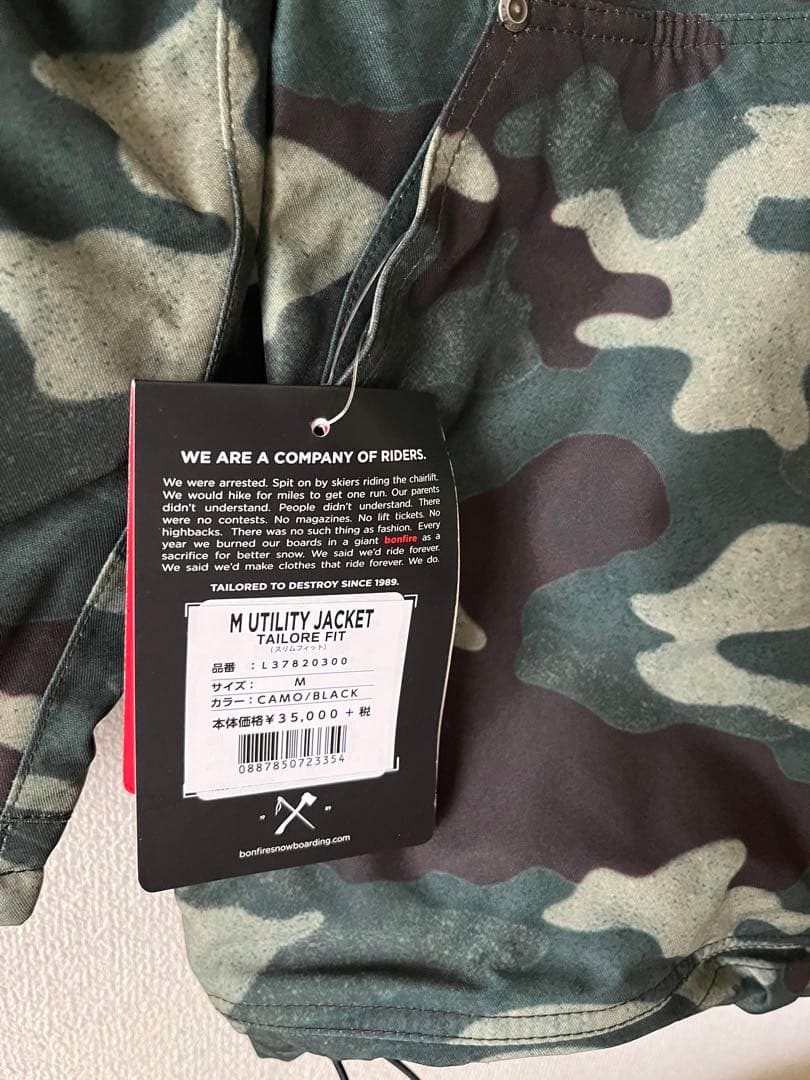 WE ARE A COMPANY OF RIDERS.
We were arrested. Spit on by skiers riding the chairlift.
We would hike for miles to get one run. Our parents
didn't understand. People didn't understand. There
were no contests. No magazines. No lift tickets. No
highbacks. There was no such thing as fashion. Every
year we burned our boards in a giant bonfire as a
sacrifice for better snow. We said we'd ride forever.
We said we'd make clothes that ride forever. We do.
TAILORED TO DESTROY SINCE 1989.
M UTILITY JACKET
TAILORE FIT
(スリムフィット)
品番 : L37820300
サイズ: M
カラー: CAMO/BLACK
本体価格¥35,000 + 税
0887850723354
" "
bonfiresnowboarding.com